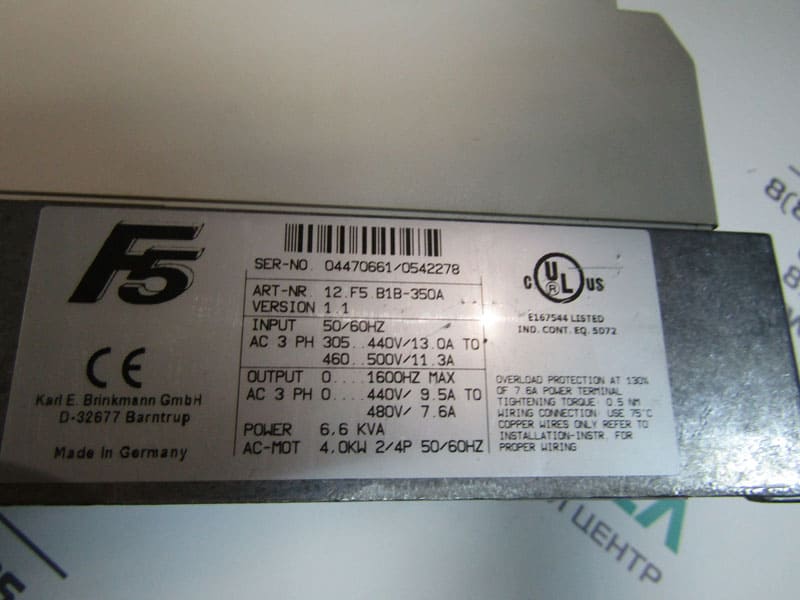 F5
SER-NO. 04470661/0542278
ART-NR. 12.F5.B1B-350A
VERSION 1.1
INPUT 50/60HZ
AC 3 PH 305..440V/13.0A TO
460..500V/11.3A
OUTPUT 0....1600HZ MAX
AC 3 PH 0....440V/ 9.5A TO
480V/ 7.6A
POWER 6,6 KVA
AC-MOT 4.0KW 2/4P 50/60HZ
CE
Karl E. Brinkmann GmbH
D-32677 Barntrup
Made In Germany
C UL US
R
E167544 LISTED
IND. CONT. EQ. 5D72
OVERLOAD PROTECTION AT 130%
OF 7.6A POWER TERMINAL
TIGHTENING TORQUE: 0.5 NM
WIRING CONNECTION: USE 75°C
COPPER WIRES ONLY REFER TO
INSTALLATION-INSTR. FOR
PROPER WIRING
ЦЕНТР